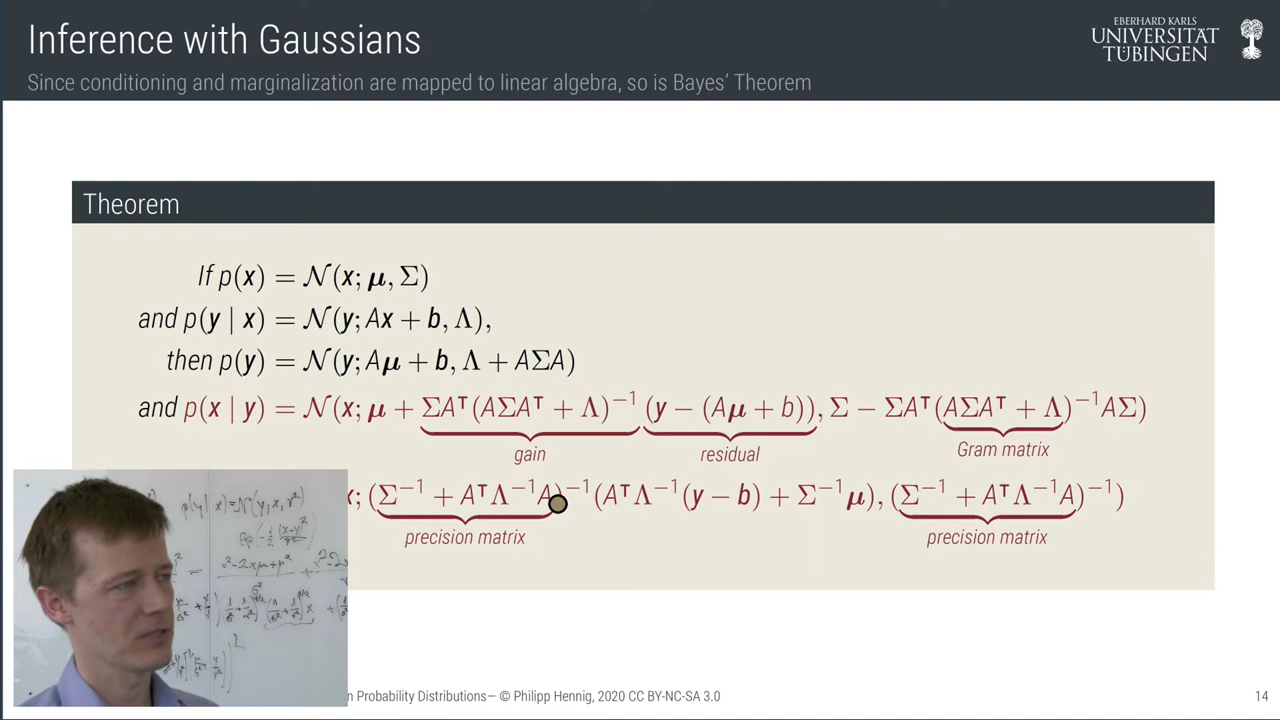 Inference with Gaussians
Since conditioning and marginalization are mapped to linear algebra, so is Bayes' Theorem
EBERHARD KARLS
UNIVERSITÄT
TÜBINGEN
Theorem
If p(x) = 𝒩(x; μ, Σ)
and p(y | x) = 𝒩(y; Ax + b, Λ),
then p(y) = 𝒩(y; Aμ + b, Λ + AΣA)
and p(x | y) = 𝒩(x; μ + ΣAᵀ(AΣAᵀ + Λ)⁻¹ (y − (Aμ + b)), Σ − ΣAᵀ(AΣAᵀ + Λ)⁻¹AΣ)
gain residual Gram matrix
x; (Σ⁻¹ + AᵀΛ⁻¹A)⁻¹(AᵀΛ⁻¹(y − b) + Σ⁻¹μ), (Σ⁻¹ + AᵀΛ⁻¹A)⁻¹)
precision matrix precision matrix
p(y|x) = N(y; x, ν²)
Probability Distributions— © Philipp Hennig, 2020 CC BY-NC-SA 3.0
14